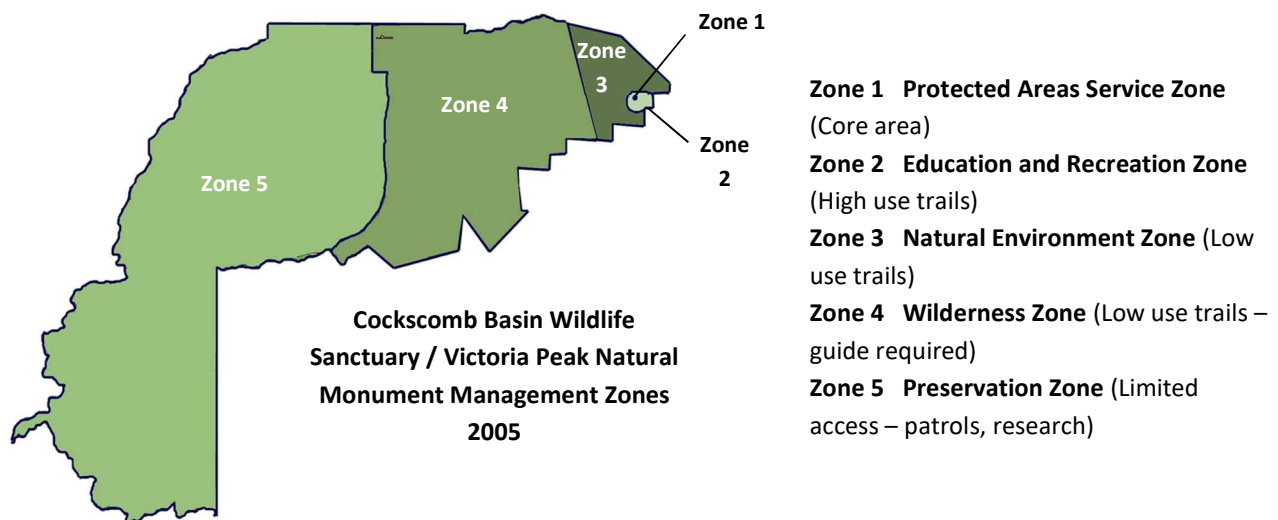 Zone 1
Zone
3
Zone 4
Zone
2
Zone 5
Cockscomb Basin Wildlife
Sanctuary / Victoria Peak Natural
Monument Management Zones
2005
Zone 1 Protected Areas Service Zone
(Core area)
Zone 2 Education and Recreation Zone
(High use trails)
Zone 3 Natural Environment Zone (Low
use trails)
Zone 4 Wilderness Zone (Low use trails –
guide required)
Zone 5 Preservation Zone (Limited
access – patrols, research)